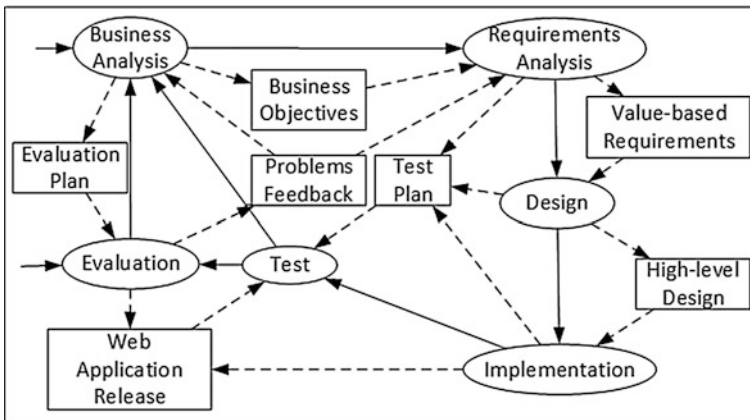 Business
Analysis
Requirements
Analysis
Business
Objectives
Value-based
Requirements
Evaluation
Plan
Problems
Feedback
Test
Plan
Design
Evaluation
Test
High-level
Design
Web
Application
Release
Implementation